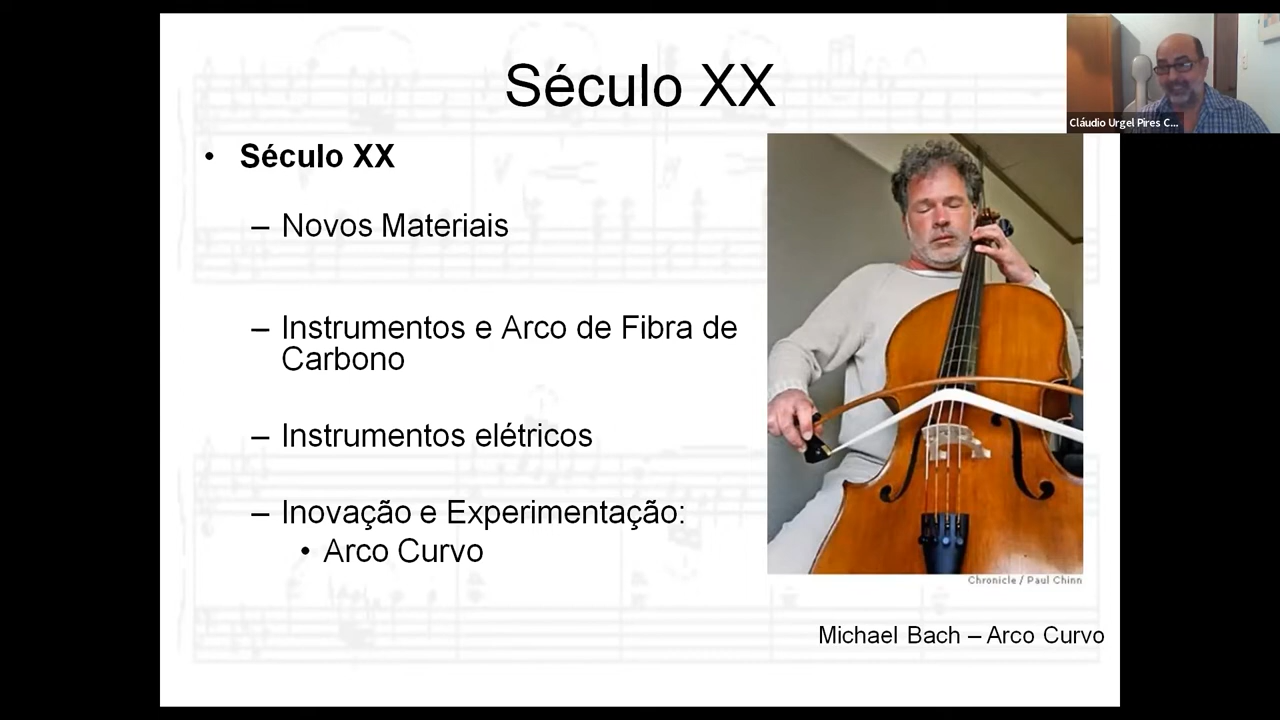 Século XX
Cláudio Urgel Pires C...
• Século XX
– Novos Materiais
– Instrumentos e Arco de Fibra de
Carbono
– Instrumentos elétricos
– Inovação e Experimentação:
• Arco Curvo
Chronicle / Paul Chinn
Michael Bach – Arco Curvo